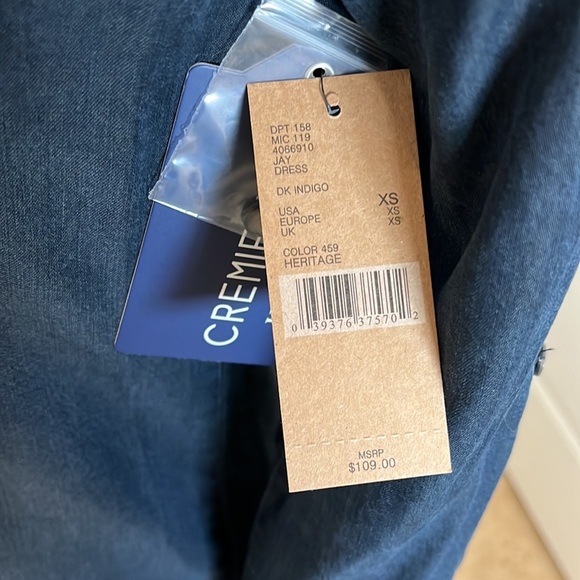 DPT 158
MIC 119
4066910
JAY
DRESS
DK INDIGO
XS
USA XS
EUROPE XS
UK
COLOR 459
HERITAGE
0 39376 37570 2
MSRP
$109.00
CREMIE